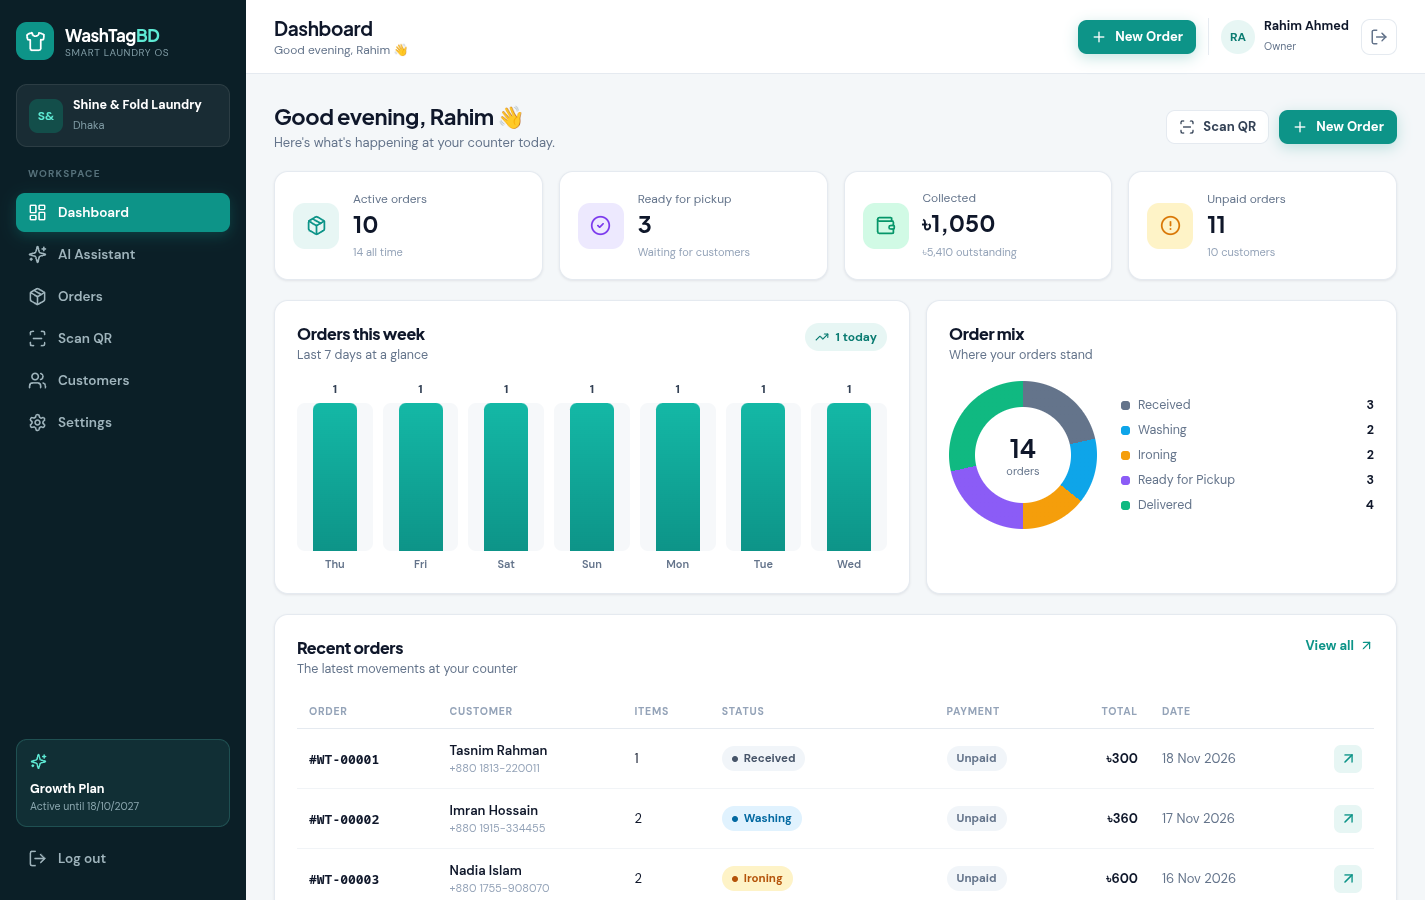 WashTagBD
SMART LAUNDRY OS
S&
Shine & Fold Laundry
Dhaka
WORKSPACE
Dashboard
AI Assistant
Orders
Scan QR
Customers
Settings
Growth Plan
Active until 18/10/2027
Log out
Dashboard
Good evening, Rahim 👋
New Order
RA
Rahim Ahmed
Owner
Good evening, Rahim 👋
Here's what's happening at your counter today.
Scan QR
New Order
Active orders
10
14 all time
Ready for pickup
3
Waiting for customers
Collected
৳1,050
৳5,410 outstanding
Unpaid orders
11
10 customers
Orders this week
Last 7 days at a glance
1 today
1 1 1 1 1 1 1
Thu Fri Sat Sun Mon Tue Wed
Order mix
Where your orders stand
14
orders
Received 3
Washing 2
Ironing 2
Ready for Pickup 3
Delivered 4
Recent orders
The latest movements at your counter
View all
ORDER CUSTOMER ITEMS STATUS PAYMENT TOTAL DATE
#WT-00001 Tasnim Rahman 1 Received Unpaid ৳300 18 Nov 2026
+880 1813-220011
#WT-00002 Imran Hossain 2 Washing Unpaid ৳360 17 Nov 2026
+880 1915-334455
#WT-00003 Nadia Islam 2 Ironing Unpaid ৳600 16 Nov 2026
+880 1755-908070